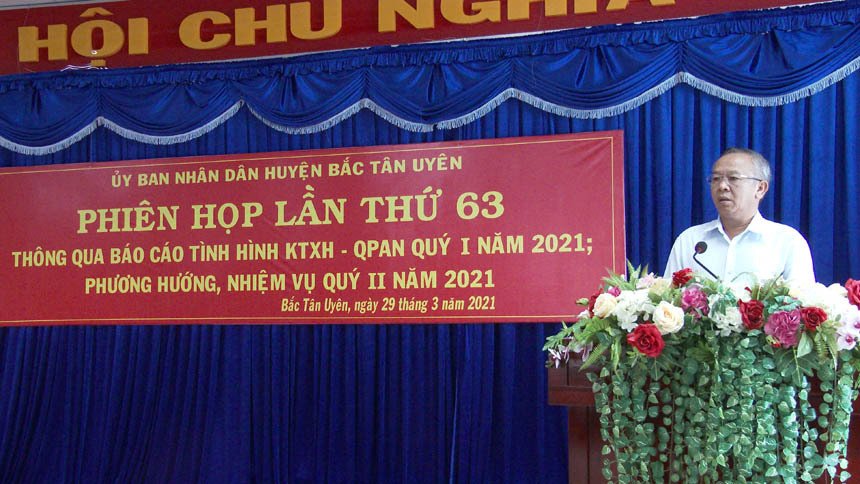 HỘI CHỦ NGHĨA
ỦY BAN NHÂN DÂN HUYỆN BẮC TÂN UYÊN
PHIÊN HỌP LẦN THỨ 63
THÔNG QUA BÁO CÁO TÌNH HÌNH KTXH - QPAN QUÝ I NĂM 2021;
PHƯƠNG HƯỚNG, NHIỆM VỤ QUÝ II NĂM 2021
Bắc Tân Uyên, ngày 29 tháng 3 năm 2021